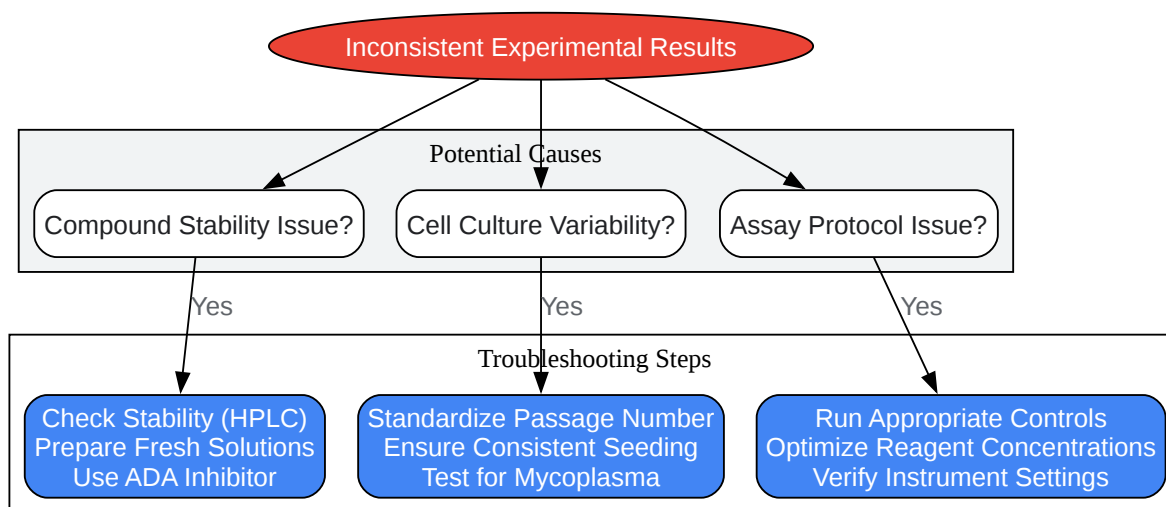 Inconsistent Experimental Results
Potential Causes
Compound Stability Issue?
Cell Culture Variability?
Assay Protocol Issue?
Yes
Yes
Yes
Troubleshooting Steps
Check Stability (HPLC)
Prepare Fresh Solutions
Use ADA Inhibitor
Standardize Passage Number
Ensure Consistent Seeding
Test for Mycoplasma
Run Appropriate Controls
Optimize Reagent Concentrations
Verify Instrument Settings